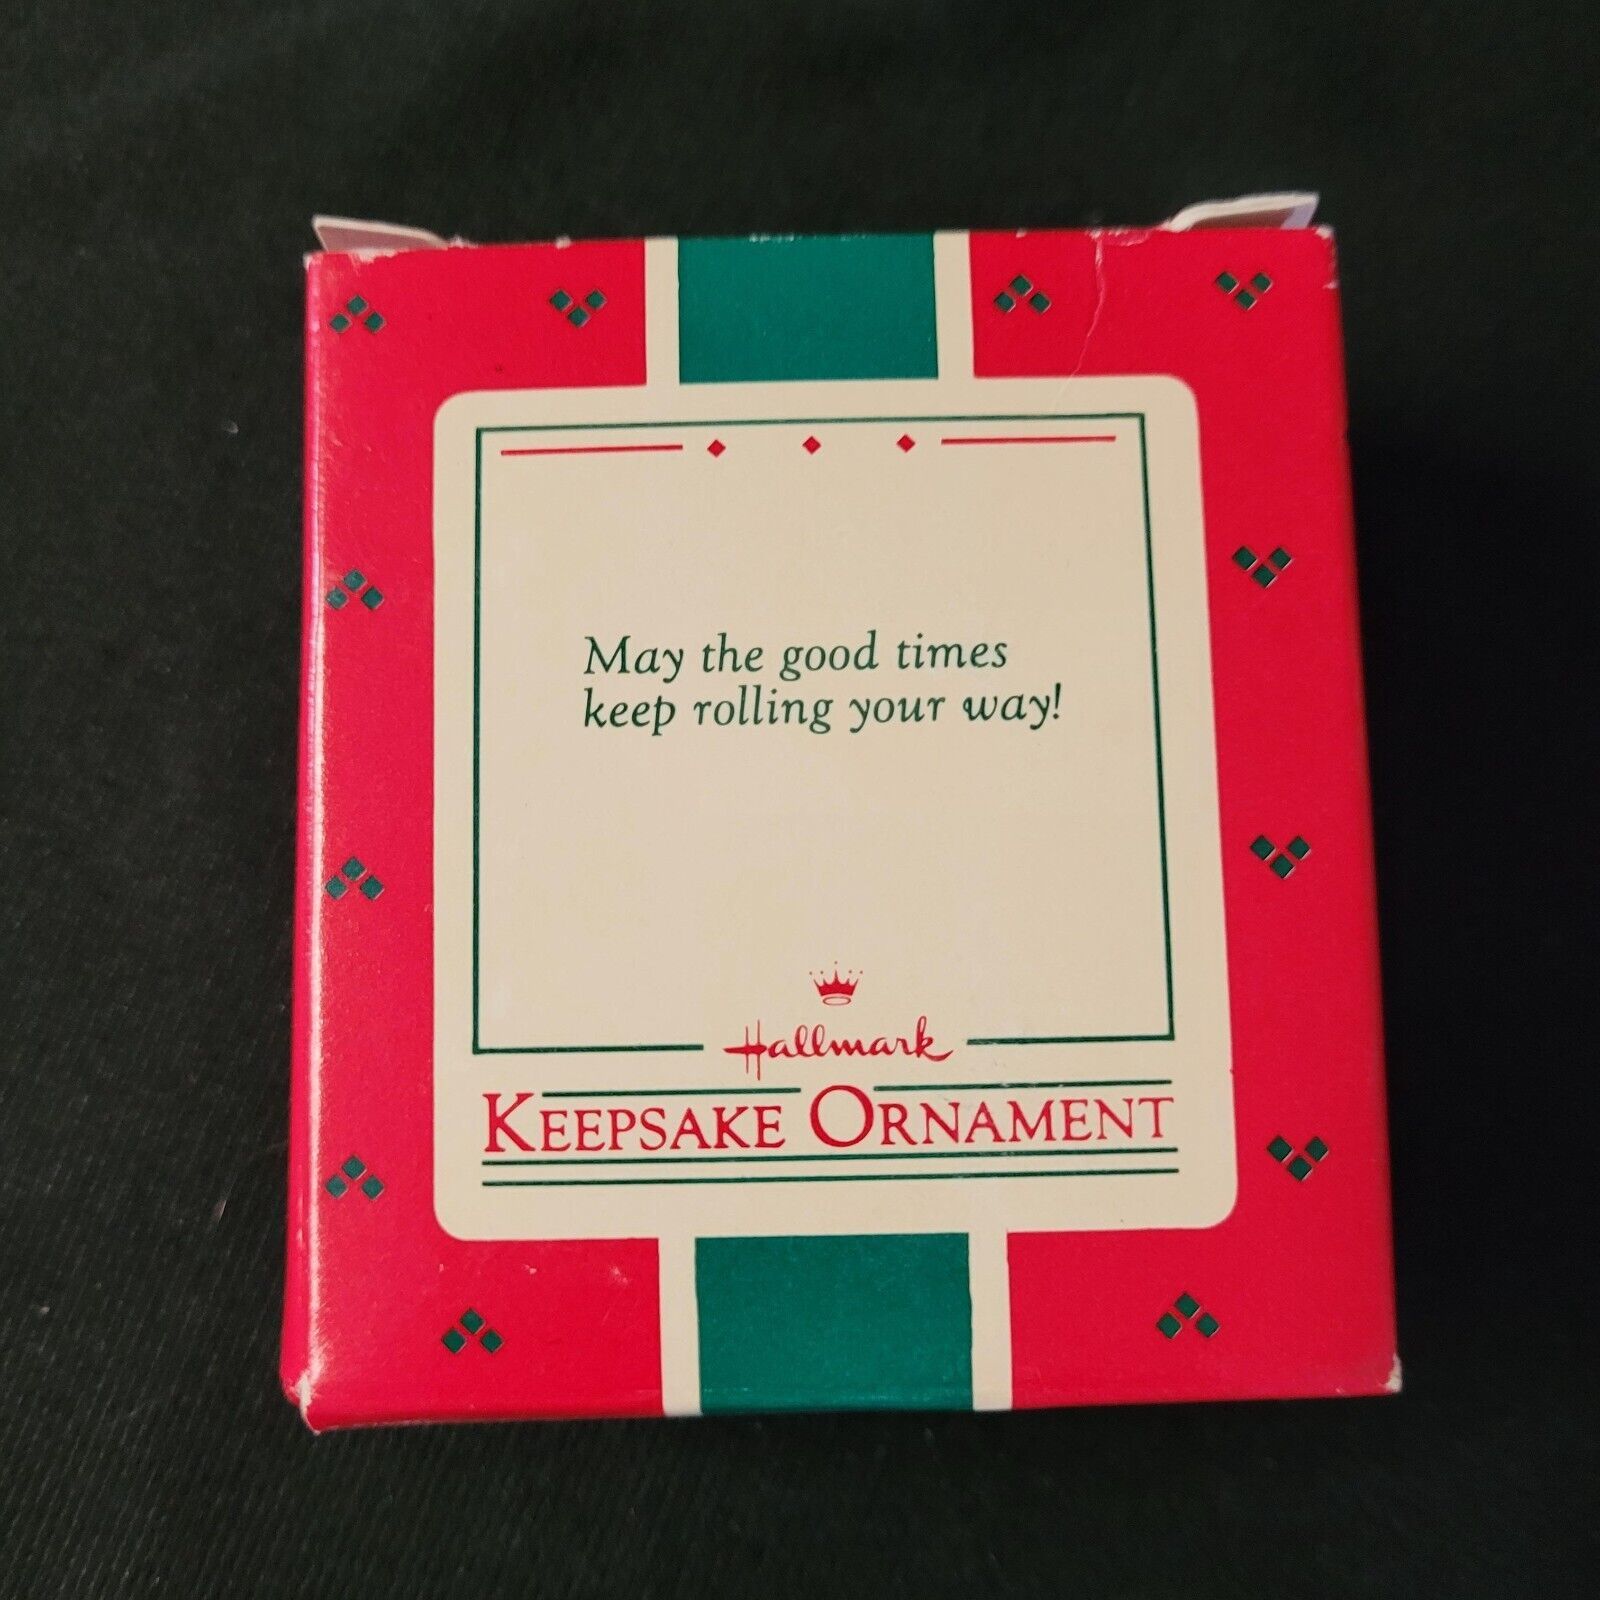 May the good times
keep rolling your way!
Hallmark
KEEPSAKE ORNAMENT